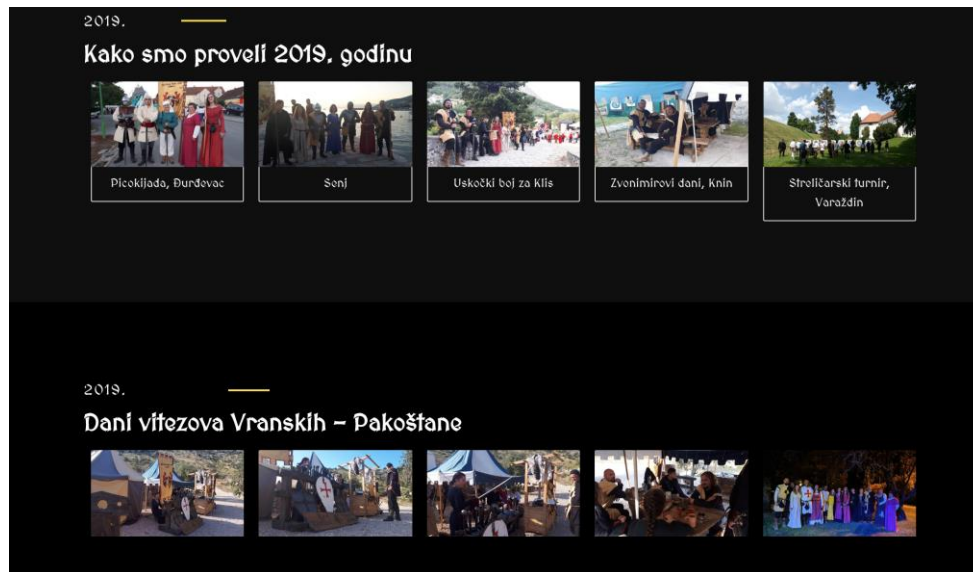 2019.
Kako smo proveli 2019. godinu
Picokijada, Đurđevac
Senj
Uskočki boj za Klis
Zvonimirovi dani, Knin
Streličarski turnir,
Varaždin
2019.
Dani vitezova Vranskih – Pakoštane